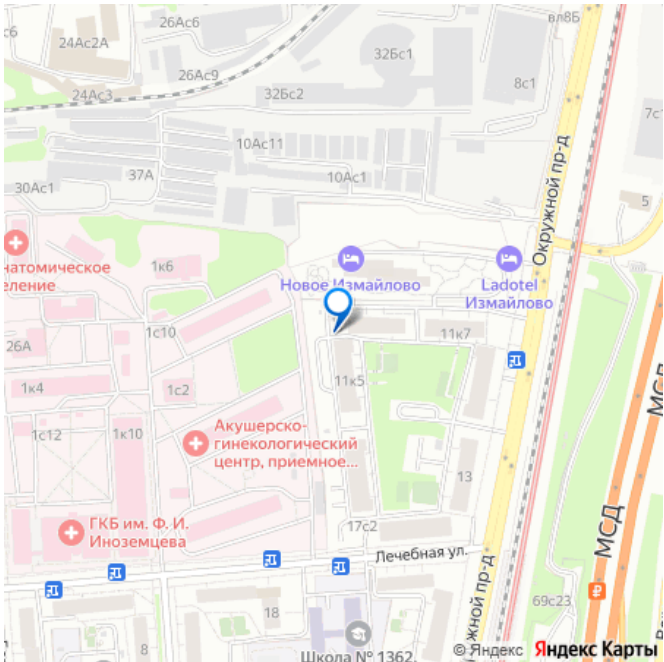 26Ас6
вл8Б
24Ас2А
32Бс1
26Ас9
8с1
24Ас3
32Бс2
7с1
10Ас11
37А
10Ас1
30Ас1
5
Окружной пр-д
натомическое
еление
1к6
Новое Измайлово
Ladotel
Измайлово
1с10
26А
11к7
1к4
1с2
11к5
МСД
1с12
1к10
Акушерско-
гинекологический
центр, приемное...
13
ГКБ им. Ф. И.
Иноземцева
17с2
МСД
Лечебная ул.
жной пр-д
69с23
18
8
Школа № 1362,
© Яндекс Яндекс Карты